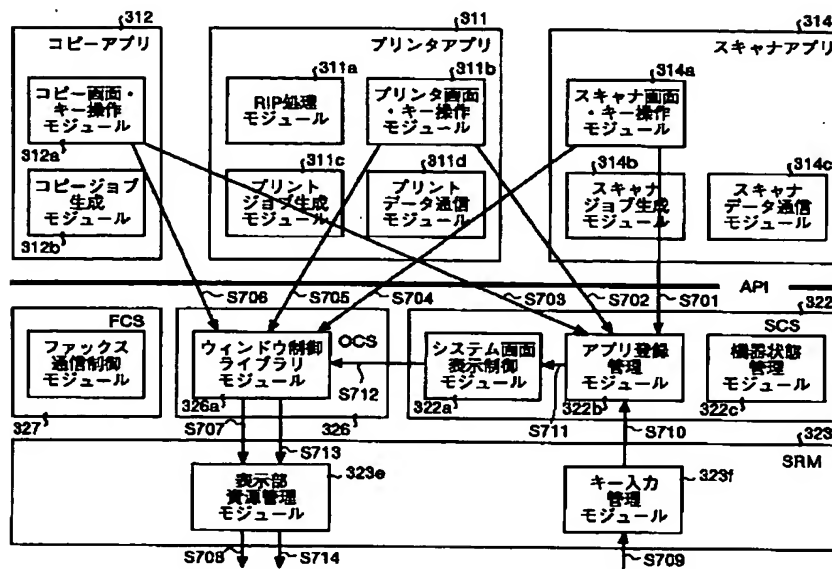 312
コピーアプリ
コピー画面・
キー操作
モジュール
312a
コピージョブ
生成
モジュール
312b
311
プリンタアプリ
311a
RIP処理
モジュール
311b
プリンタ画面
・キー操作
モジュール
311c
プリント
ジョブ生成
モジュール
311d
プリント
データ通信
モジュール
314
スキャナアプリ
314a
スキャナ画面
・キー操作
モジュール
314b
スキャナ
ジョブ生成
モジュール
314c
スキャナ
データ通信
モジュール
API
S706
S705
S704
S703
S702
S701
FCS
ファックス
通信制御
モジュール
327
OCS
ウィンドウ制御
ライブラリ
モジュール
326a
326
S712
322
SCS
システム画面
表示制御
モジュール
322a
アプリ登録
管理
モジュール
322b
機器状態
管理
モジュール
322c
S711
S707
S713
S710
323
SRM
323e
表示部
資源管理
モジュール
323f
キー入力
管理
モジュール
S708
S714
S709